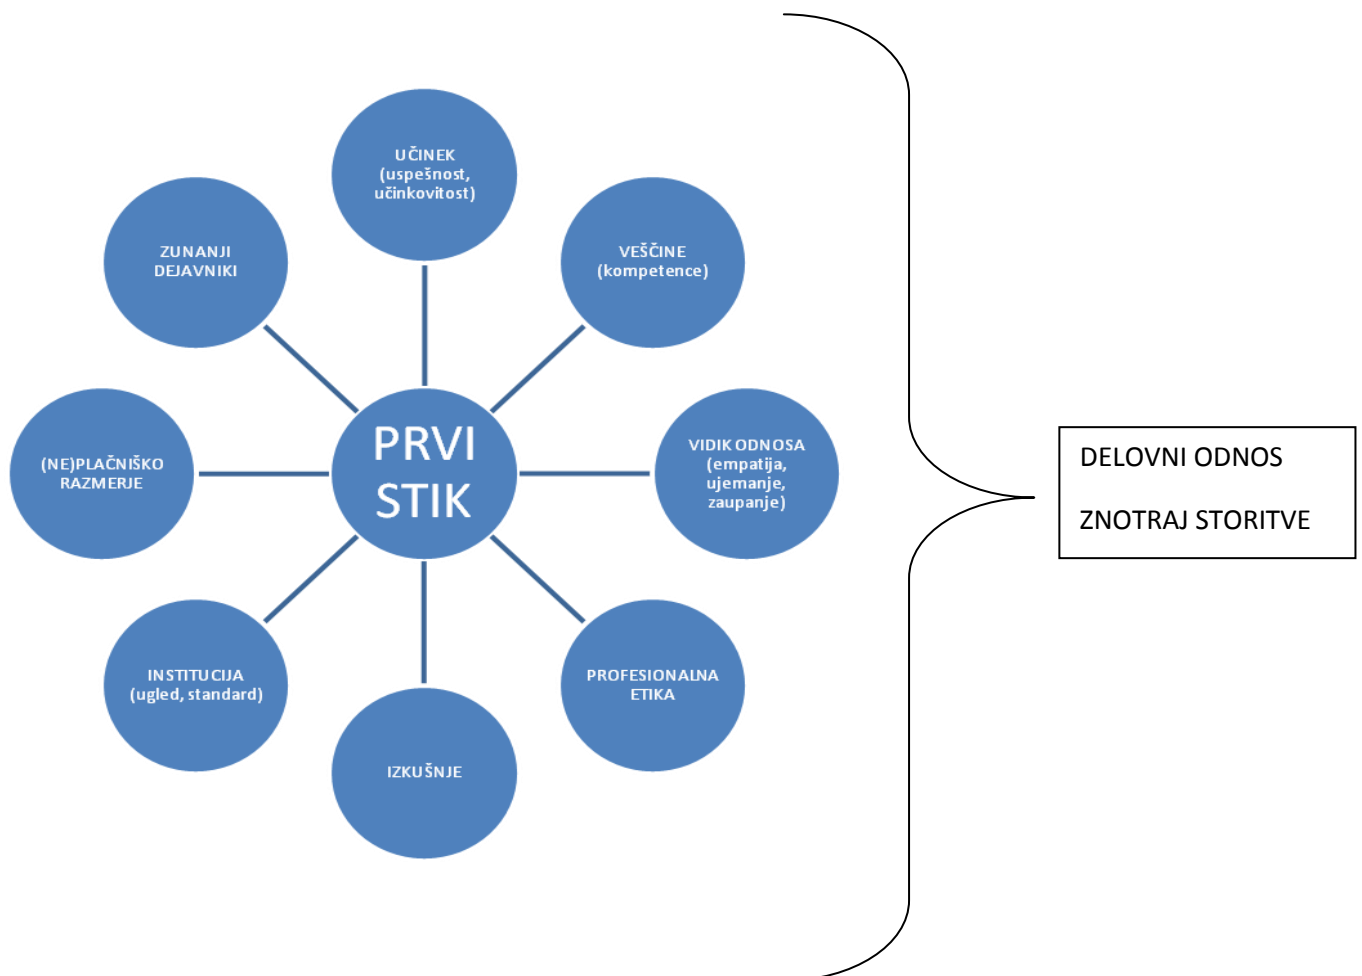 UČINEK
(uspešnost,
učinkovitost)
ZUNANJI
DEJAVNIKI
VEŠČINE
(kompetence)
(NE)PLAČNIŠKO
RAZMERJE
PRVI
STIK
VIDIK ODNOSA
(empatija,
ujemanje,
zaupanje)
INSTITUCIJA
(ugled, standard)
PROFESIONALNA
ETIKA
IZKUŠNJE
DELOVNI ODNOS
ZNOTRAJ STORITVE